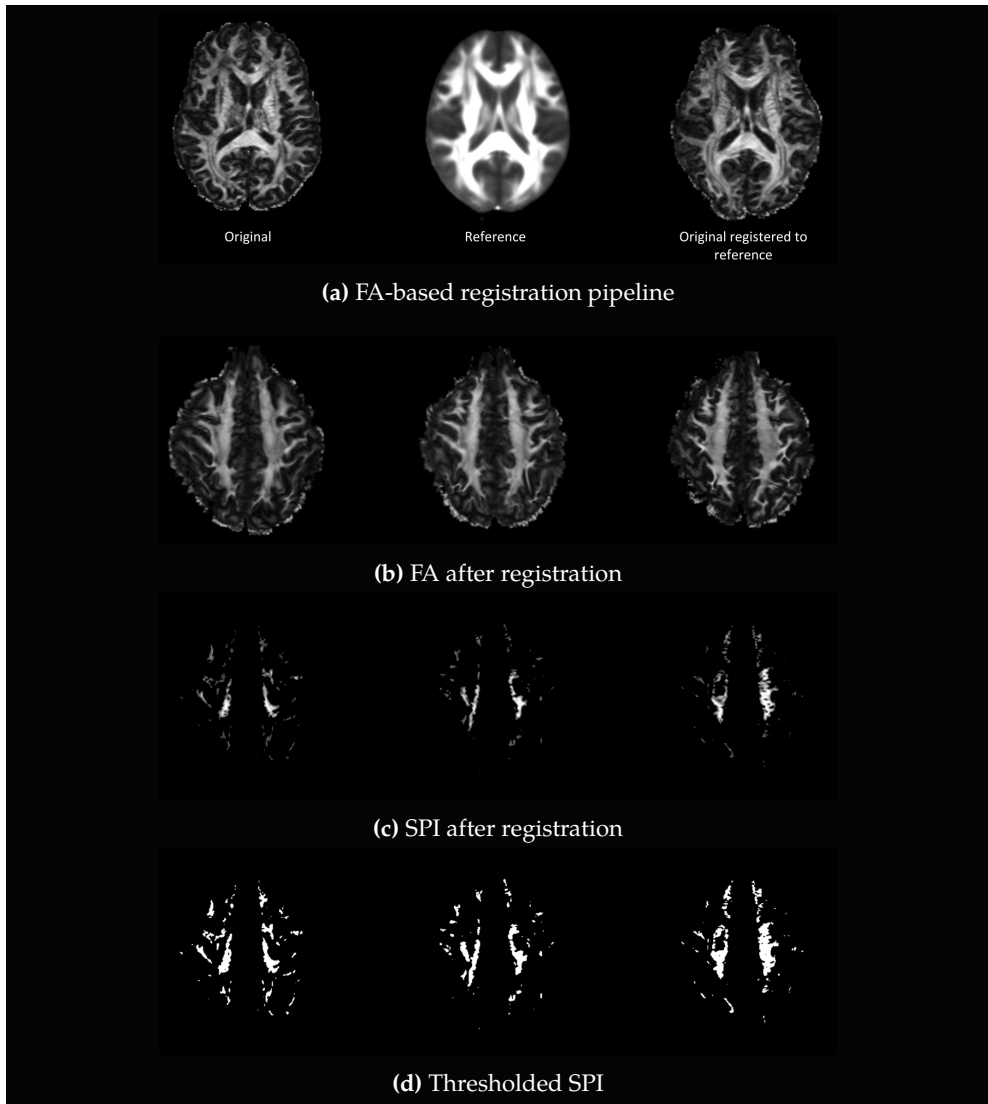 Original
Reference
Original registered to
reference
(a) FA-based registration pipeline
(b) FA after registration
(c) SPI after registration
(d) Thresholded SPI